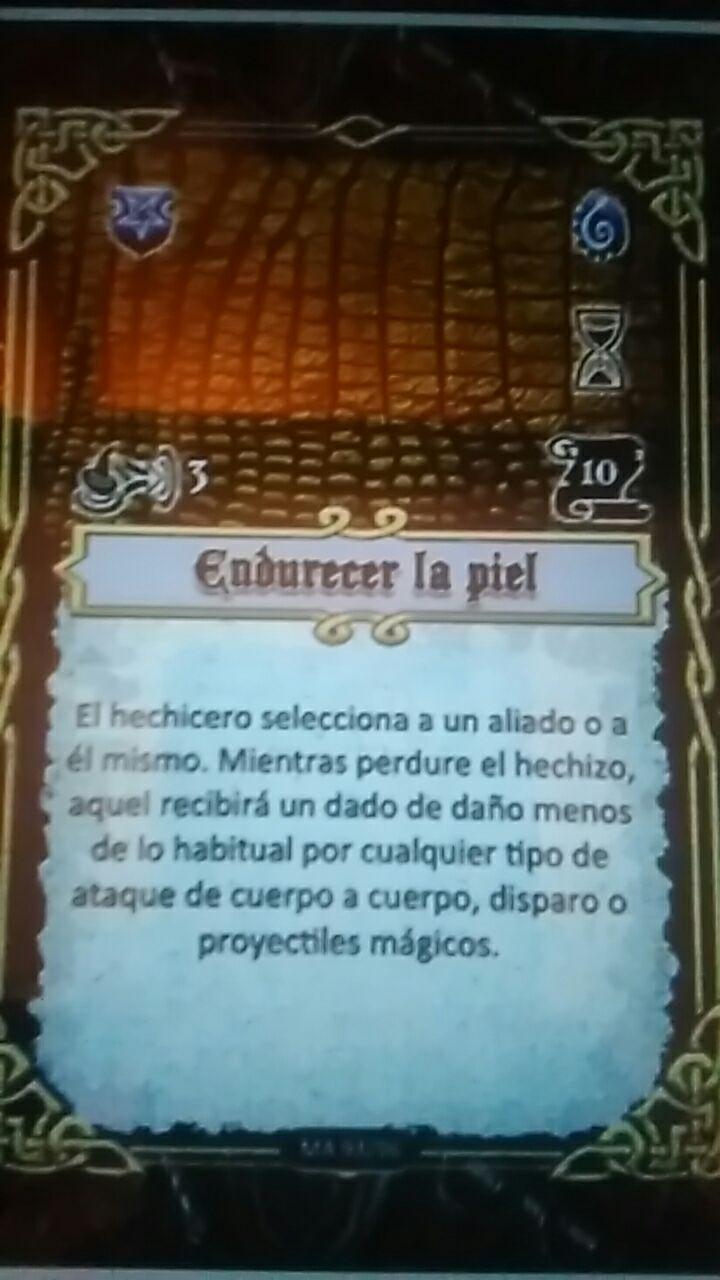 3
10
Endurecer la piel
El hechicero selecciona a un aliado o a
él mismo. Mientras perdure el hechizo,
aquel recibirá un dado de daño menos
de lo habitual por cualquier tipo de
ataque de cuerpo a cuerpo, disparo o
proyectiles mágicos.